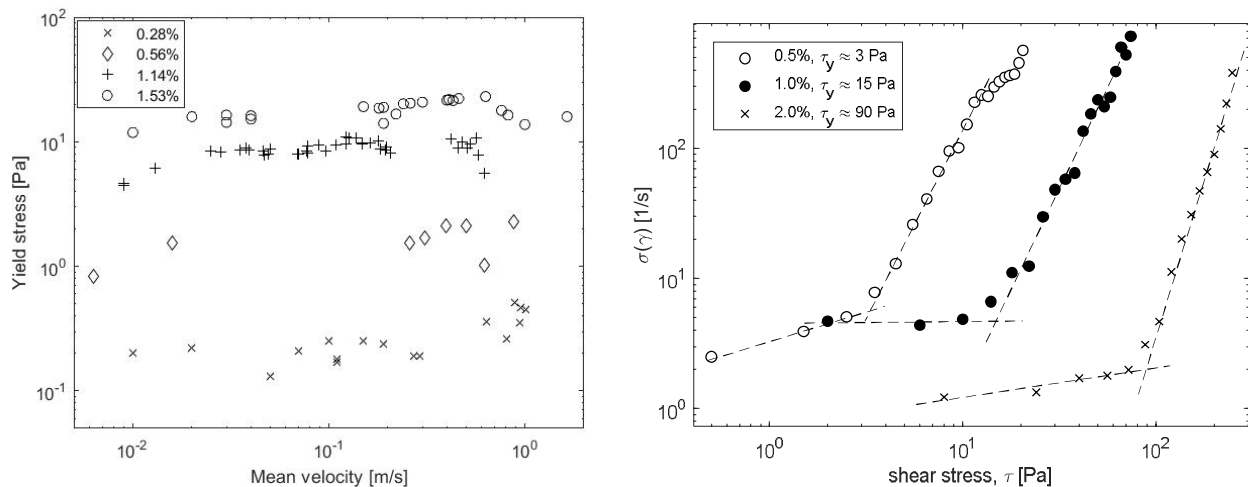 10²
10¹
10⁰
10⁻¹
Yield stress [Pa]
0.28%
0.56%
1.14%
1.53%
10⁻² 10⁻¹ 10⁰
Mean velocity [m/s]
10²
10¹
10⁰
σ(γ) [1/s]
0.5%, τy ≈ 3 Pa
1.0%, τy ≈ 15 Pa
2.0%, τy ≈ 90 Pa
10⁰ 10¹ 10²
shear stress, τ [Pa]